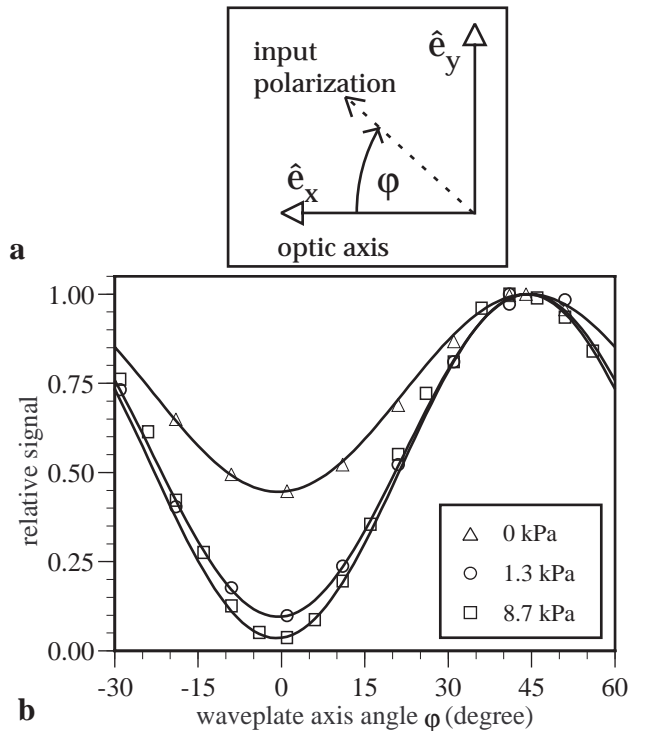 input
polarization
ê_y
ê_x
φ
optic axis
a
1.00
0.75
0.50
0.25
0.00
relative signal
0 kPa
1.3 kPa
8.7 kPa
-30 -15 0 15 30 45 60
waveplate axis angle φ (degree)
b